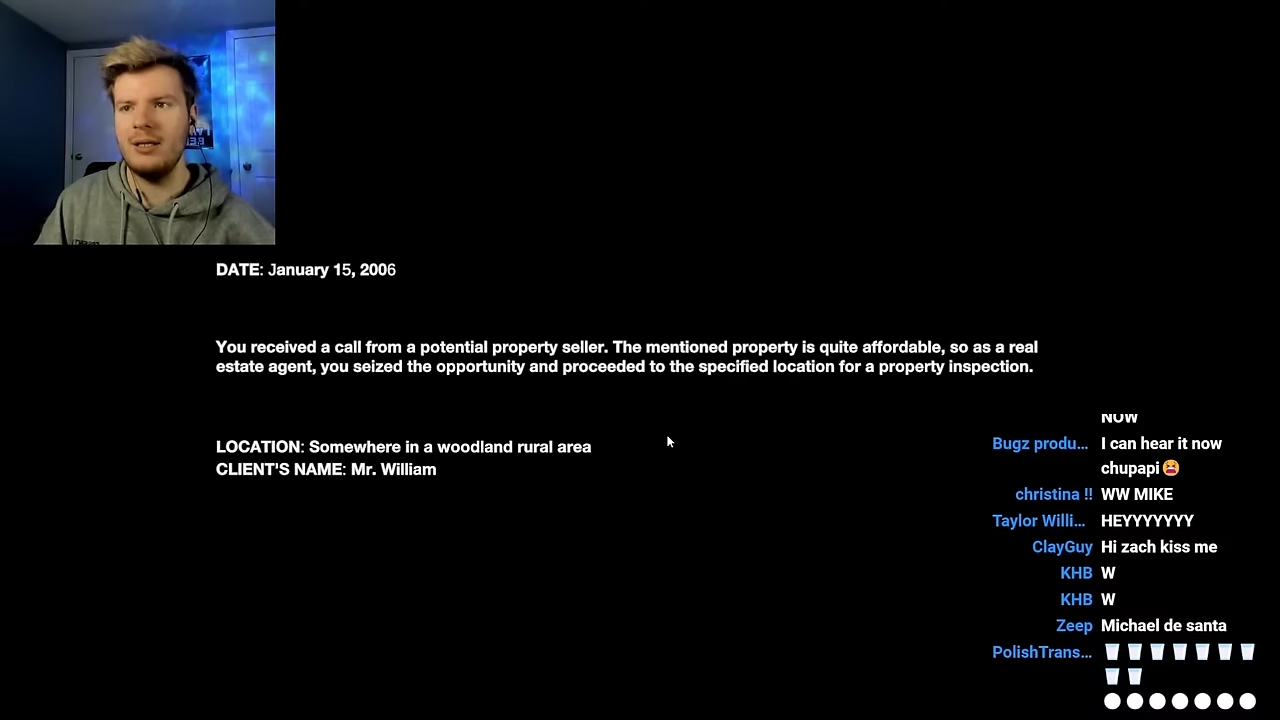 DATE: January 15, 2006
You received a call from a potential property seller. The mentioned property is quite affordable, so as a real
estate agent, you seized the opportunity and proceeded to the specified location for a property inspection.
LOCATION: Somewhere in a woodland rural area
CLIENT'S NAME: Mr. William
NOW
Bugz produ… I can hear it now
chupapi😫
christina !! WW MIKE
Taylor Willi… HEYYYYYYY
ClayGuy Hi zach kiss me
KHB W
KHB W
Zeep Michael de santa
PolishTrans…